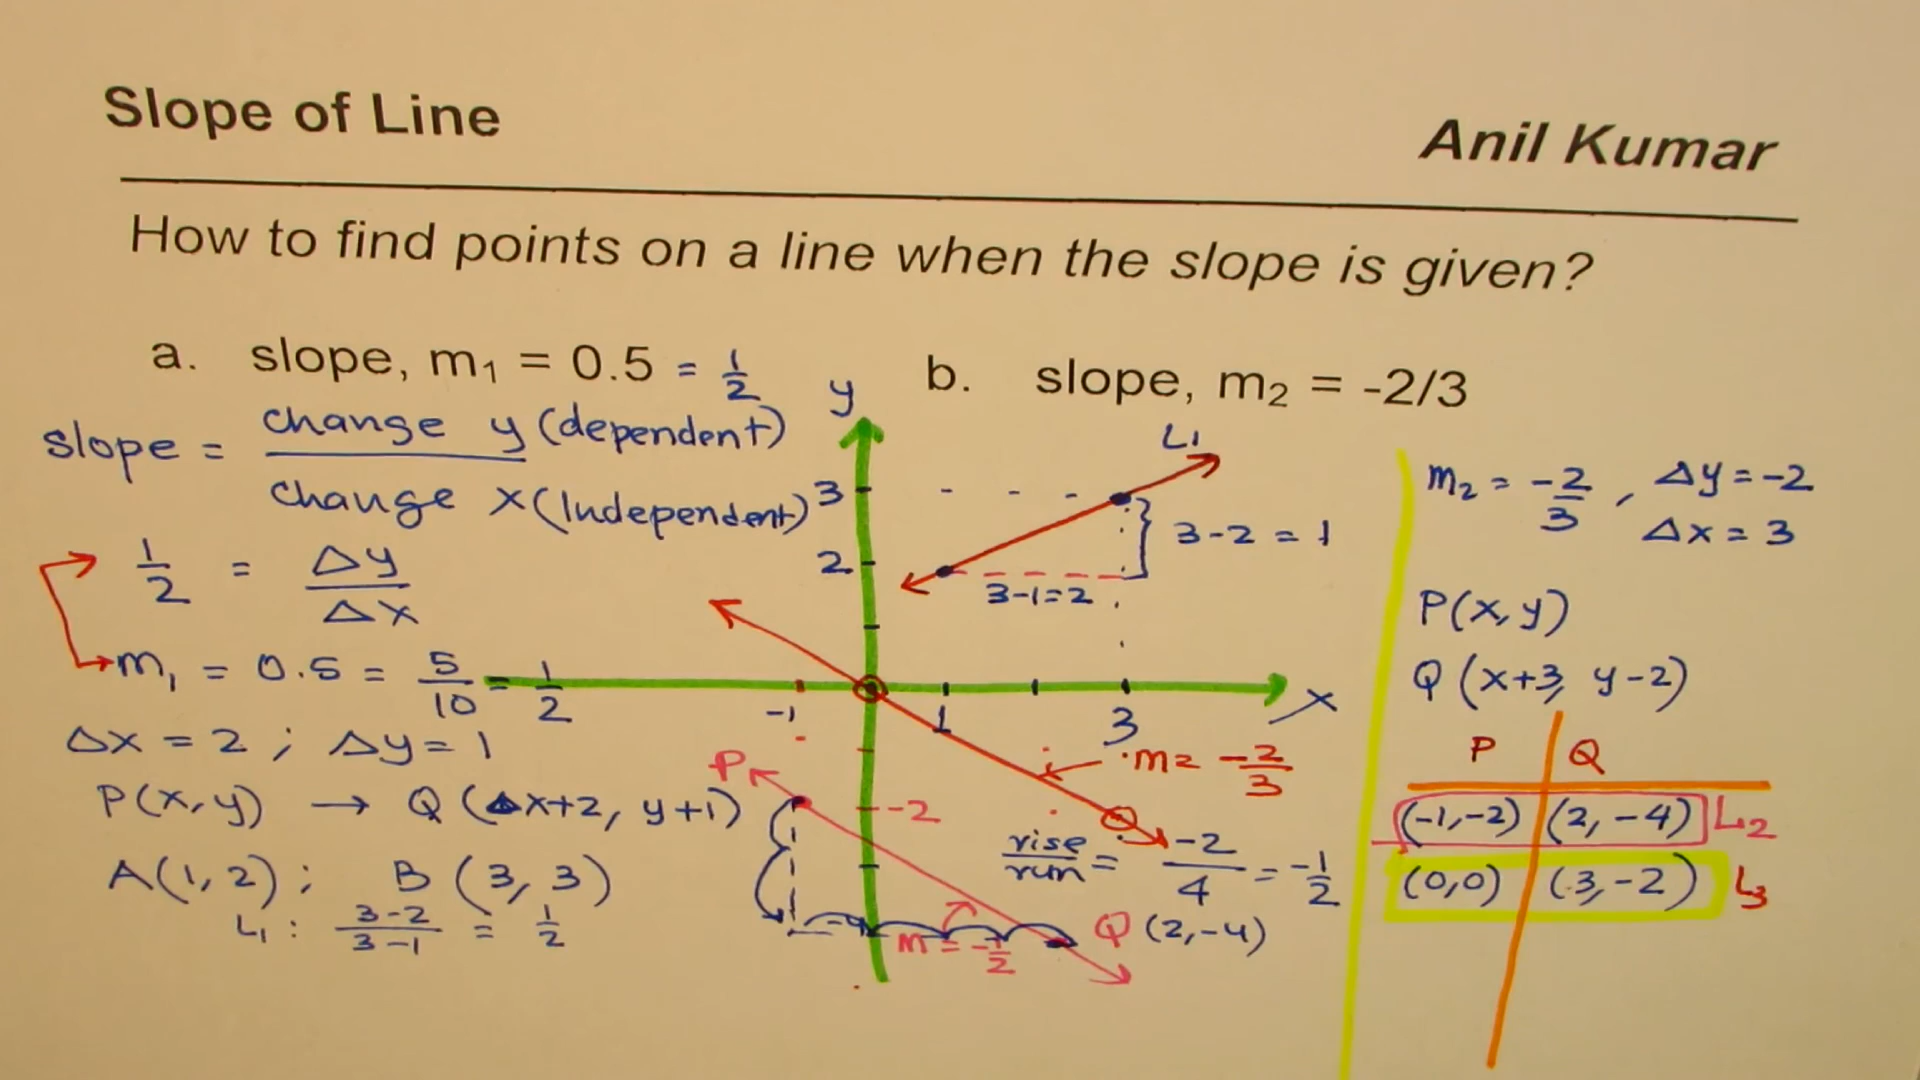 Slope of Line
Anil Kumar
How to find points on a line when the slope is given?
a. slope, m₁ = 0.5 = 1/2
b. slope, m₂ = -2/3
slope = change y (dependent) / change x (Independent)
1/2 = Δy/Δx
m₁ = 0.5 = 5/10 = 1/2
Δx = 2 ; Δy = 1
P(x, y) → Q (Δx+2, y+1)
A(1, 2) ; B (3, 3)
L₁ : 3-2/3-1 = 1/2
y
L₁
3
3-2 = 1
2
3-1=2
-1
1
3
x
m = -2/3
P
-2
rise/run = -2/4 = -1/2
-4
m = -1/2
Q (2,-4)
m₂ = -2/3 , Δy = -2
Δx = 3
P(x, y)
Q (x+3, y-2)
P Q
(-1,-2) (2, -4) L₂
(0,0) (3,-2) L₃